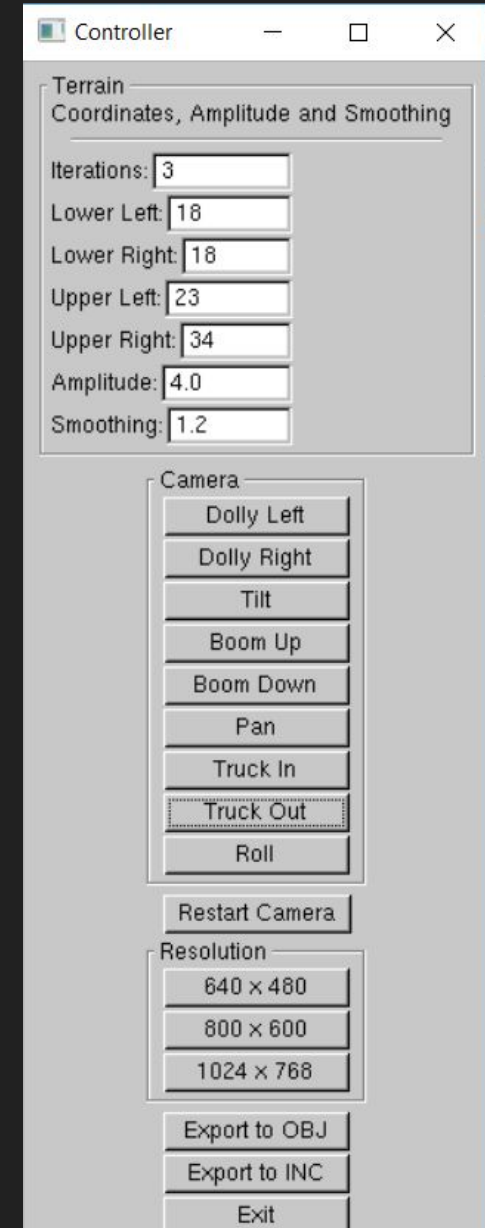 Controller
Terrain
Coordinates, Amplitude and Smoothing
Iterations: 3
Lower Left: 18
Lower Right: 18
Upper Left: 23
Upper Right: 34
Amplitude: 4.0
Smoothing: 1.2
Camera
Dolly Left
Dolly Right
Tilt
Boom Up
Boom Down
Pan
Truck In
Truck Out
Roll
Restart Camera
Resolution
640 x 480
800 x 600
1024 x 768
Export to OBJ
Export to INC
Exit